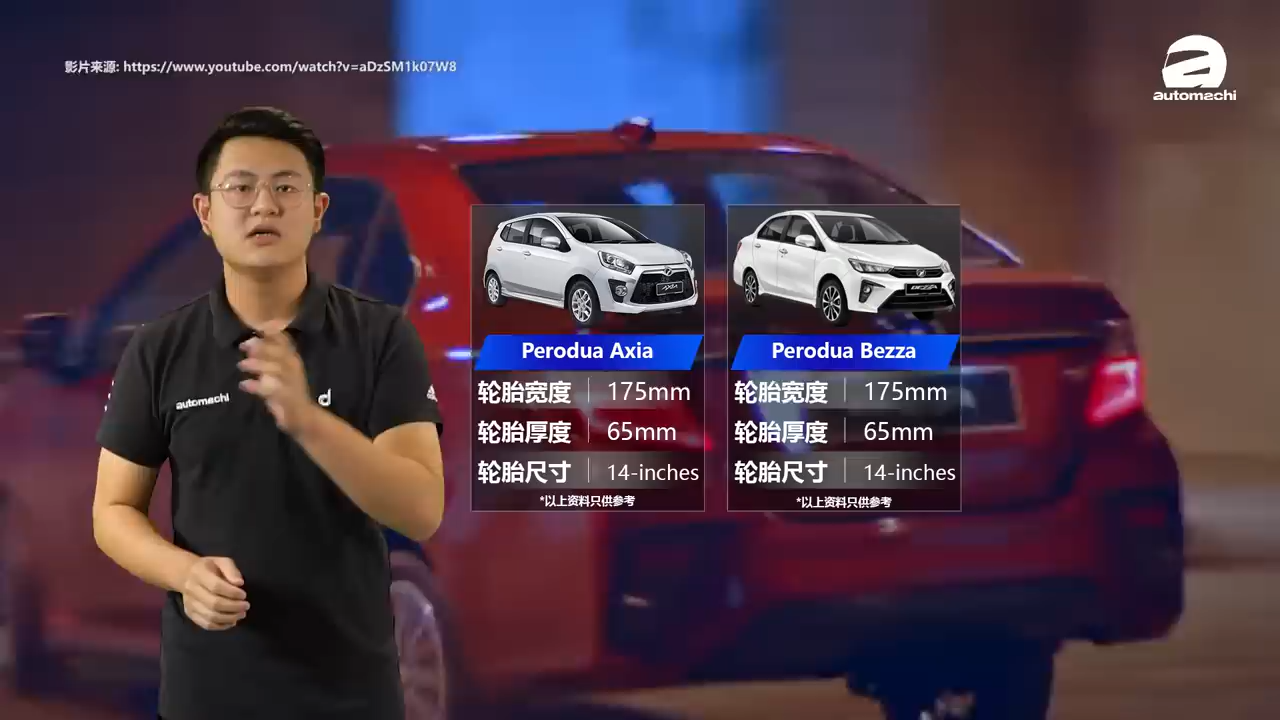 影片来源: https://www.youtube.com/watch?v=aDzSM1k07W8
automachi
automachi
d
AXIA
BEZZA
Perodua Axia
轮胎宽度 175mm
轮胎厚度 65mm
轮胎尺寸 14-inches
*以上资料只供参考
Perodua Bezza
轮胎宽度 175mm
轮胎厚度 65mm
轮胎尺寸 14-inches
*以上资料只供参考